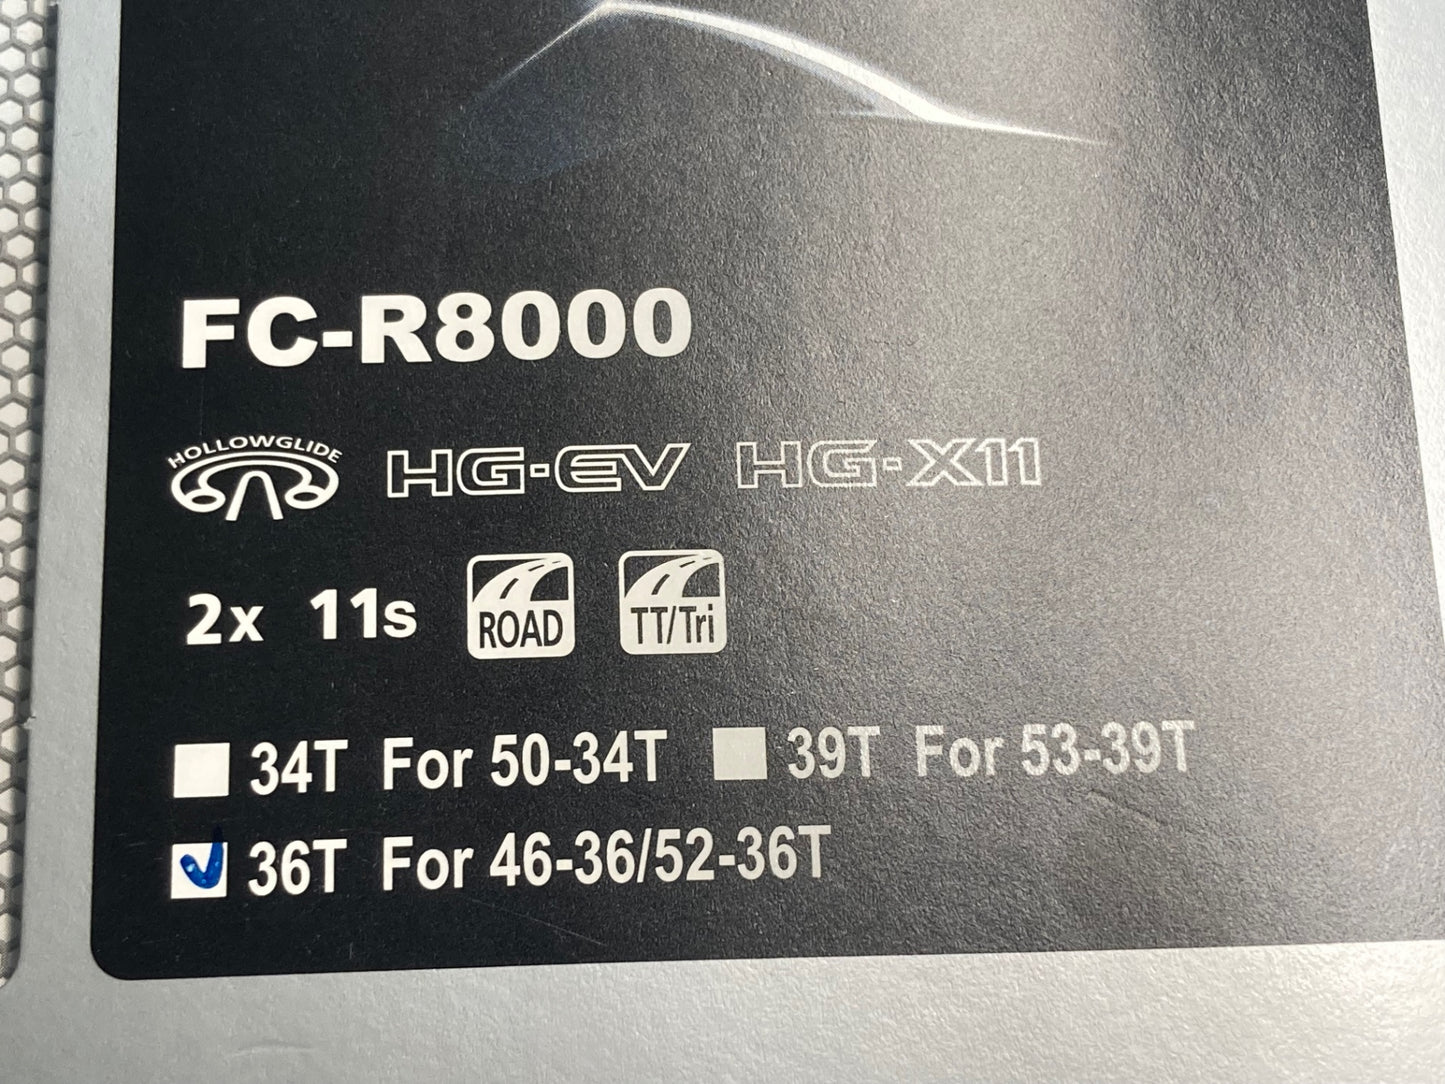 FC-R8000
HOLLOWGLIDE HG-EV HG-X11
2x 11s ROAD TT/Tri
34T For 50-34T 39T For 53-39T
36T For 46-36/52-36T